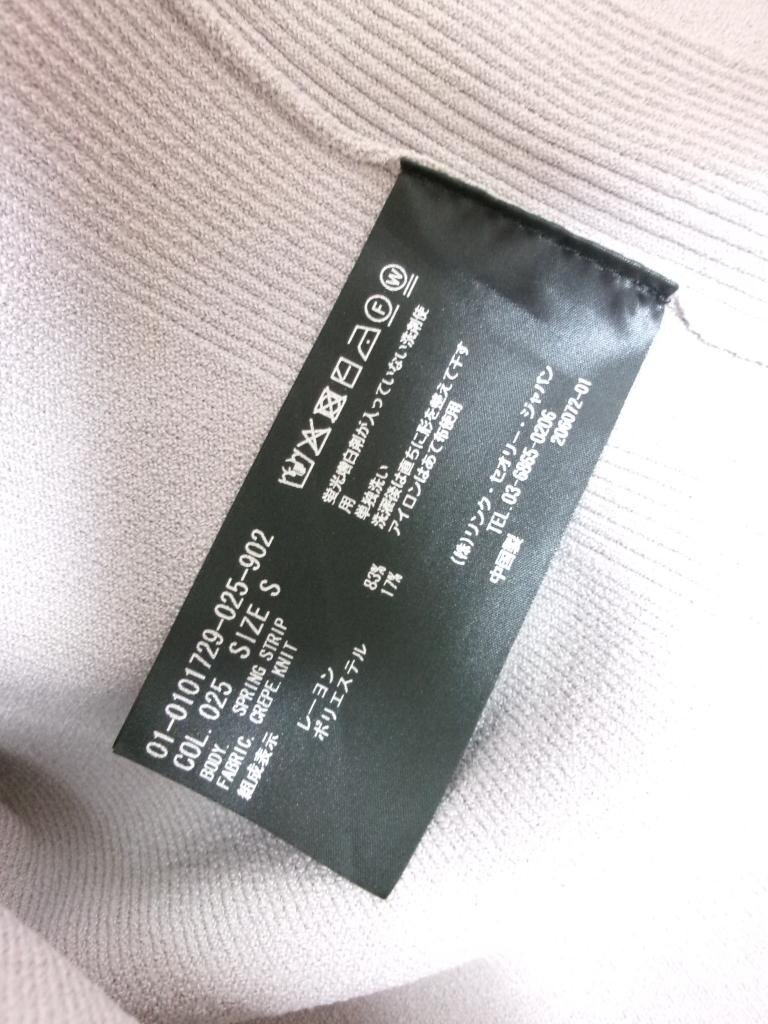 01-0101729-025-902
COL. 025 SIZE S
BODY. SPRING STRIP
FABRIC. CREPE KNIT
組成表示
レーヨン 83%
ポリエステル 17%
F
W
蛍光増白剤が入っていない洗剤使
用
単独洗い
洗濯後は直ちに形を整えて干す
アイロンはあて布使用
(株)リンク・セオリー・ジャパン
TEL.03-6865-0206
中国製 206072-01